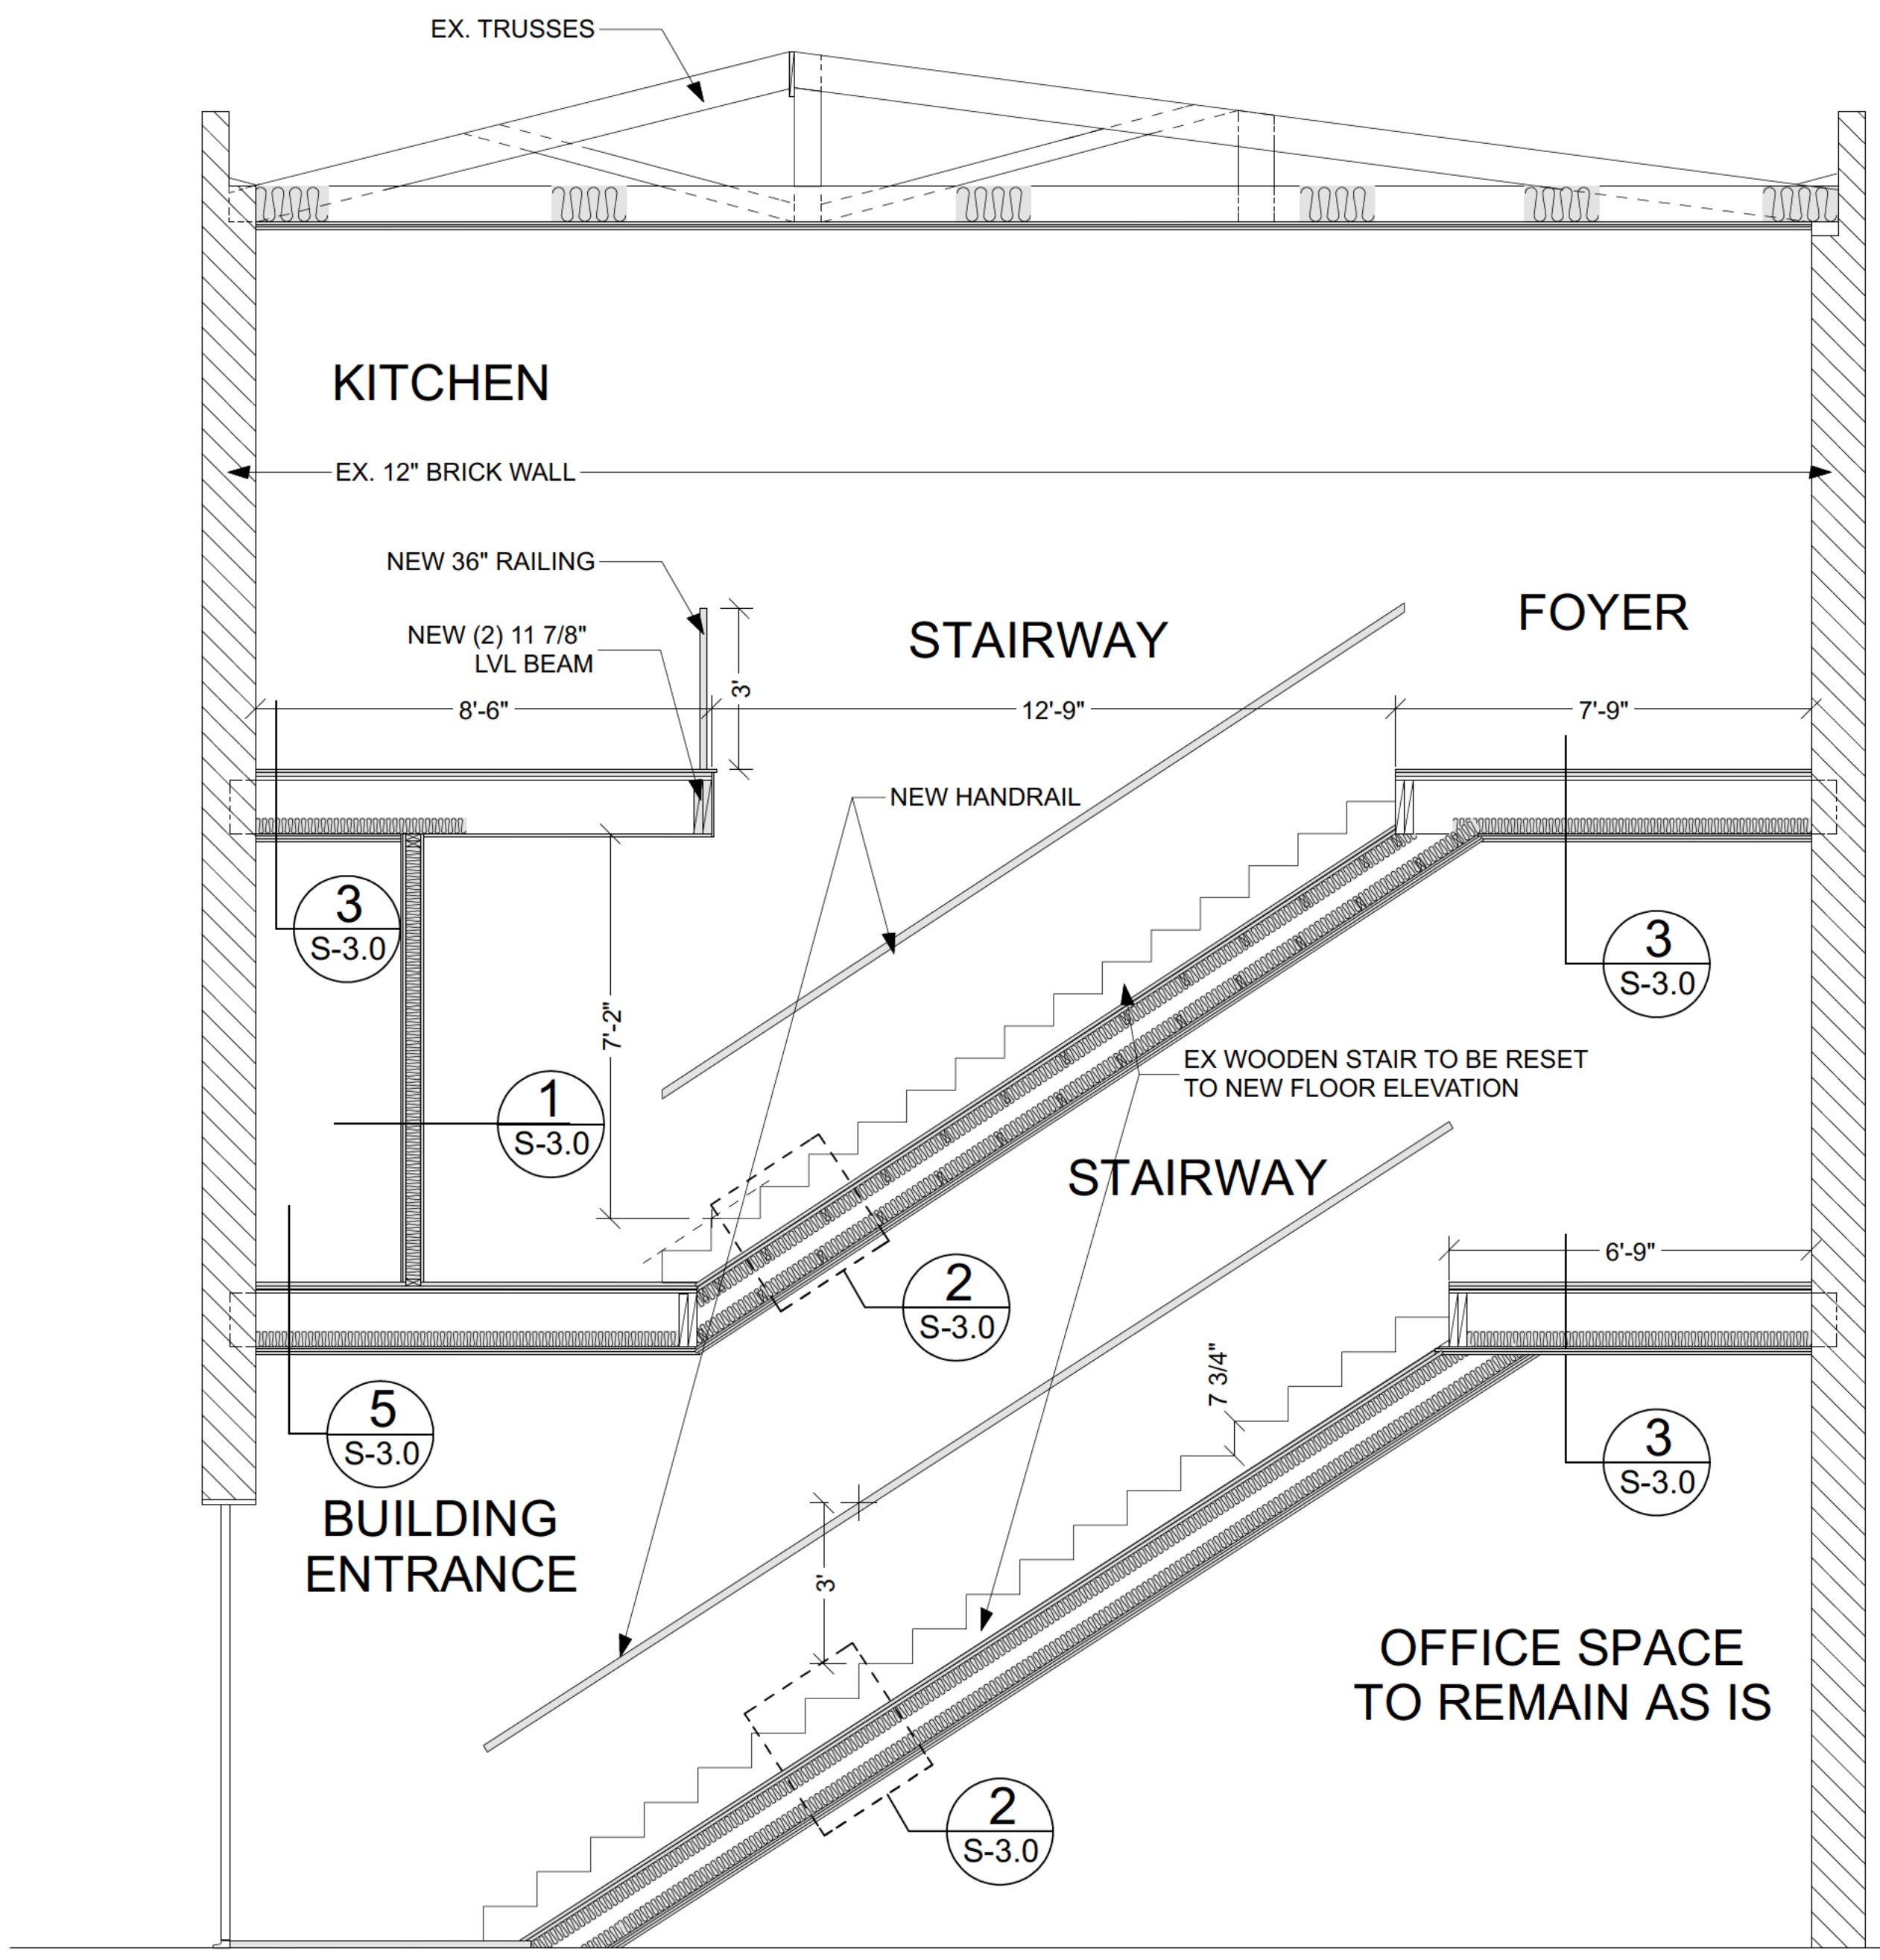 EX. TRUSSES
KITCHEN
EX. 12" BRICK WALL
NEW 36" RAILING
NEW (2) 11 7/8"
LVL BEAM
STAIRWAY
FOYER
3'
8'-6"
12'-9"
7'-9"
NEW HANDRAIL
3
S-3.0
3
S-3.0
7'-2"
EX WOODEN STAIR TO BE RESET
TO NEW FLOOR ELEVATION
1
S-3.0
STAIRWAY
6'-9"
2
S-3.0
7 3/4"
5
S-3.0
3
S-3.0
BUILDING
ENTRANCE
3'
OFFICE SPACE
TO REMAIN AS IS
2
S-3.0